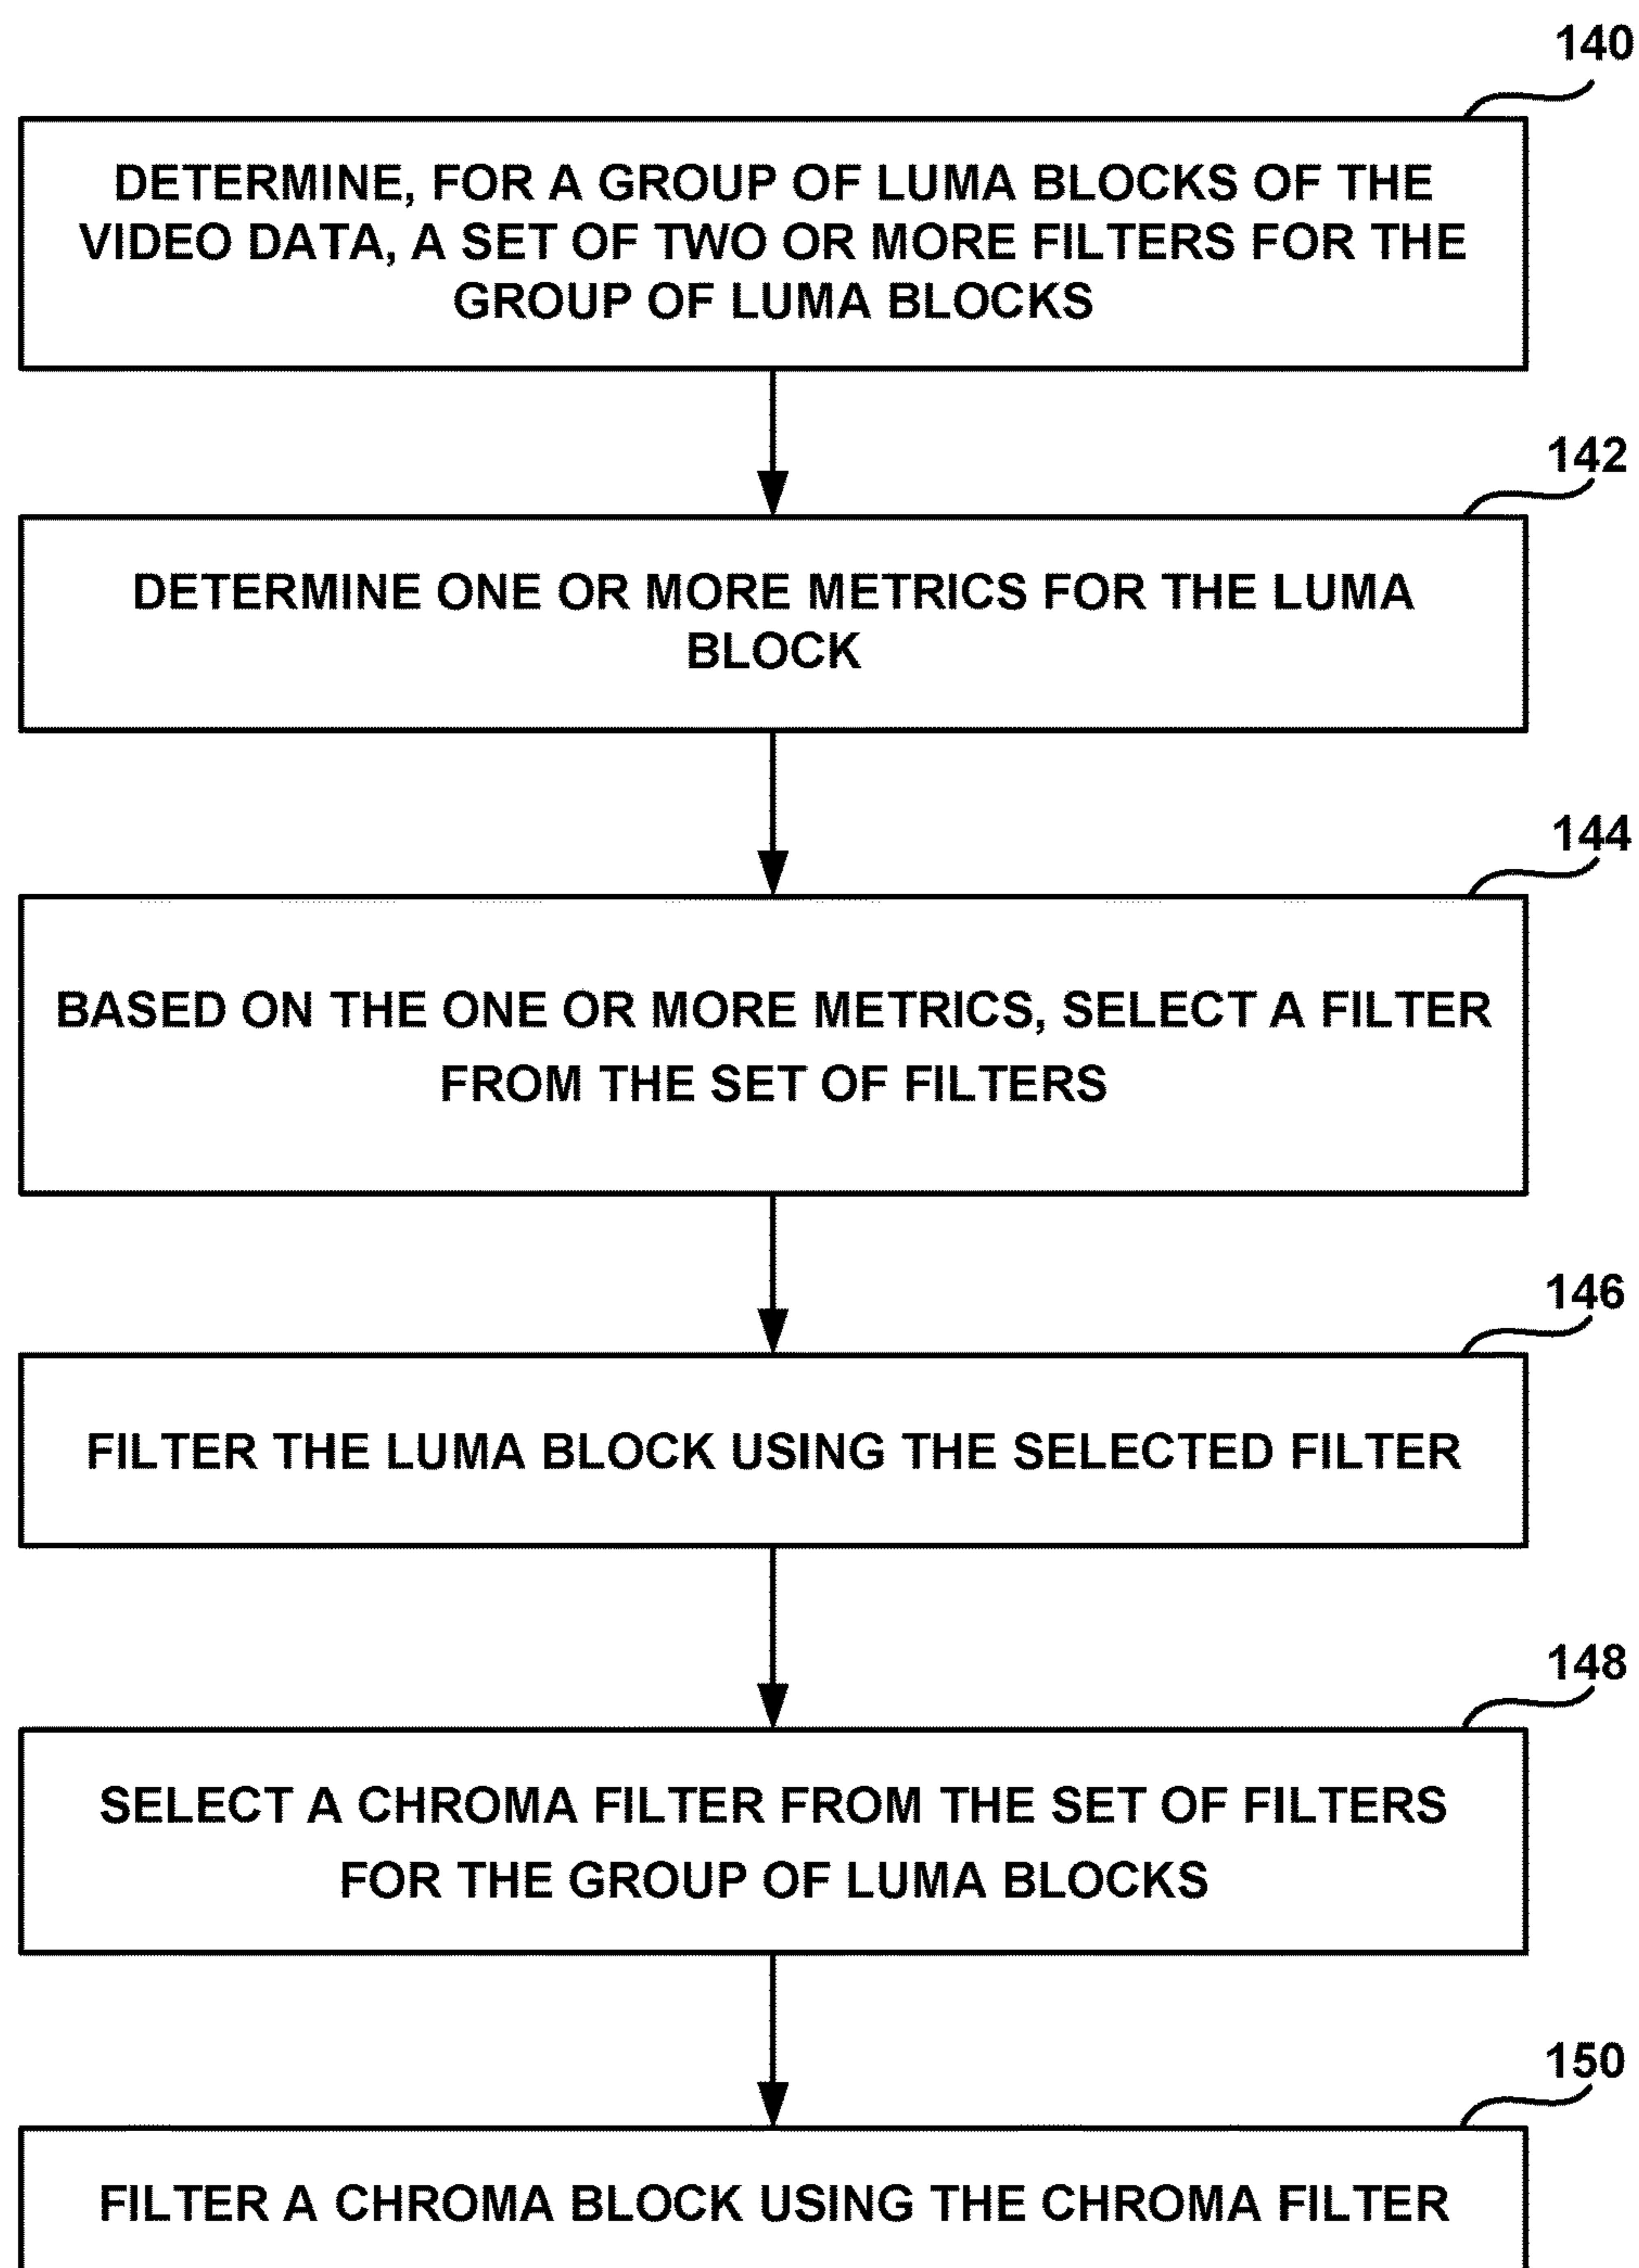 140
DETERMINE, FOR A GROUP OF LUMA BLOCKS OF THE
VIDEO DATA, A SET OF TWO OR MORE FILTERS FOR THE
GROUP OF LUMA BLOCKS
142
DETERMINE ONE OR MORE METRICS FOR THE LUMA
BLOCK
144
BASED ON THE ONE OR MORE METRICS, SELECT A FILTER
FROM THE SET OF FILTERS
146
FILTER THE LUMA BLOCK USING THE SELECTED FILTER
148
SELECT A CHROMA FILTER FROM THE SET OF FILTERS
FOR THE GROUP OF LUMA BLOCKS
150
FILTER A CHROMA BLOCK USING THE CHROMA FILTER